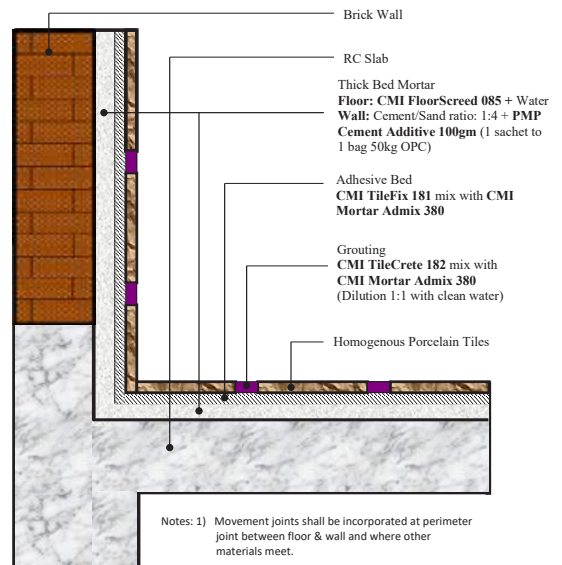 Brick Wall
RC Slab
Thick Bed Mortar
Floor: CMI FloorScreed 085 + Water
Wall: Cement/Sand ratio: 1:4 + PMP
Cement Additive 100gm (1 sachet to
1 bag 50kg OPC)
Adhesive Bed
CMI TileFix 181 mix with CMI
Mortar Admix 380
Grouting
CMI TileCrete 182 mix with
CMI Mortar Admix 380
(Dilution 1:1 with clean water)
Homogenous Porcelain Tiles
Notes: 1) Movement joints shall be incorporated at perimeter
joint between floor & wall and where other
materials meet.